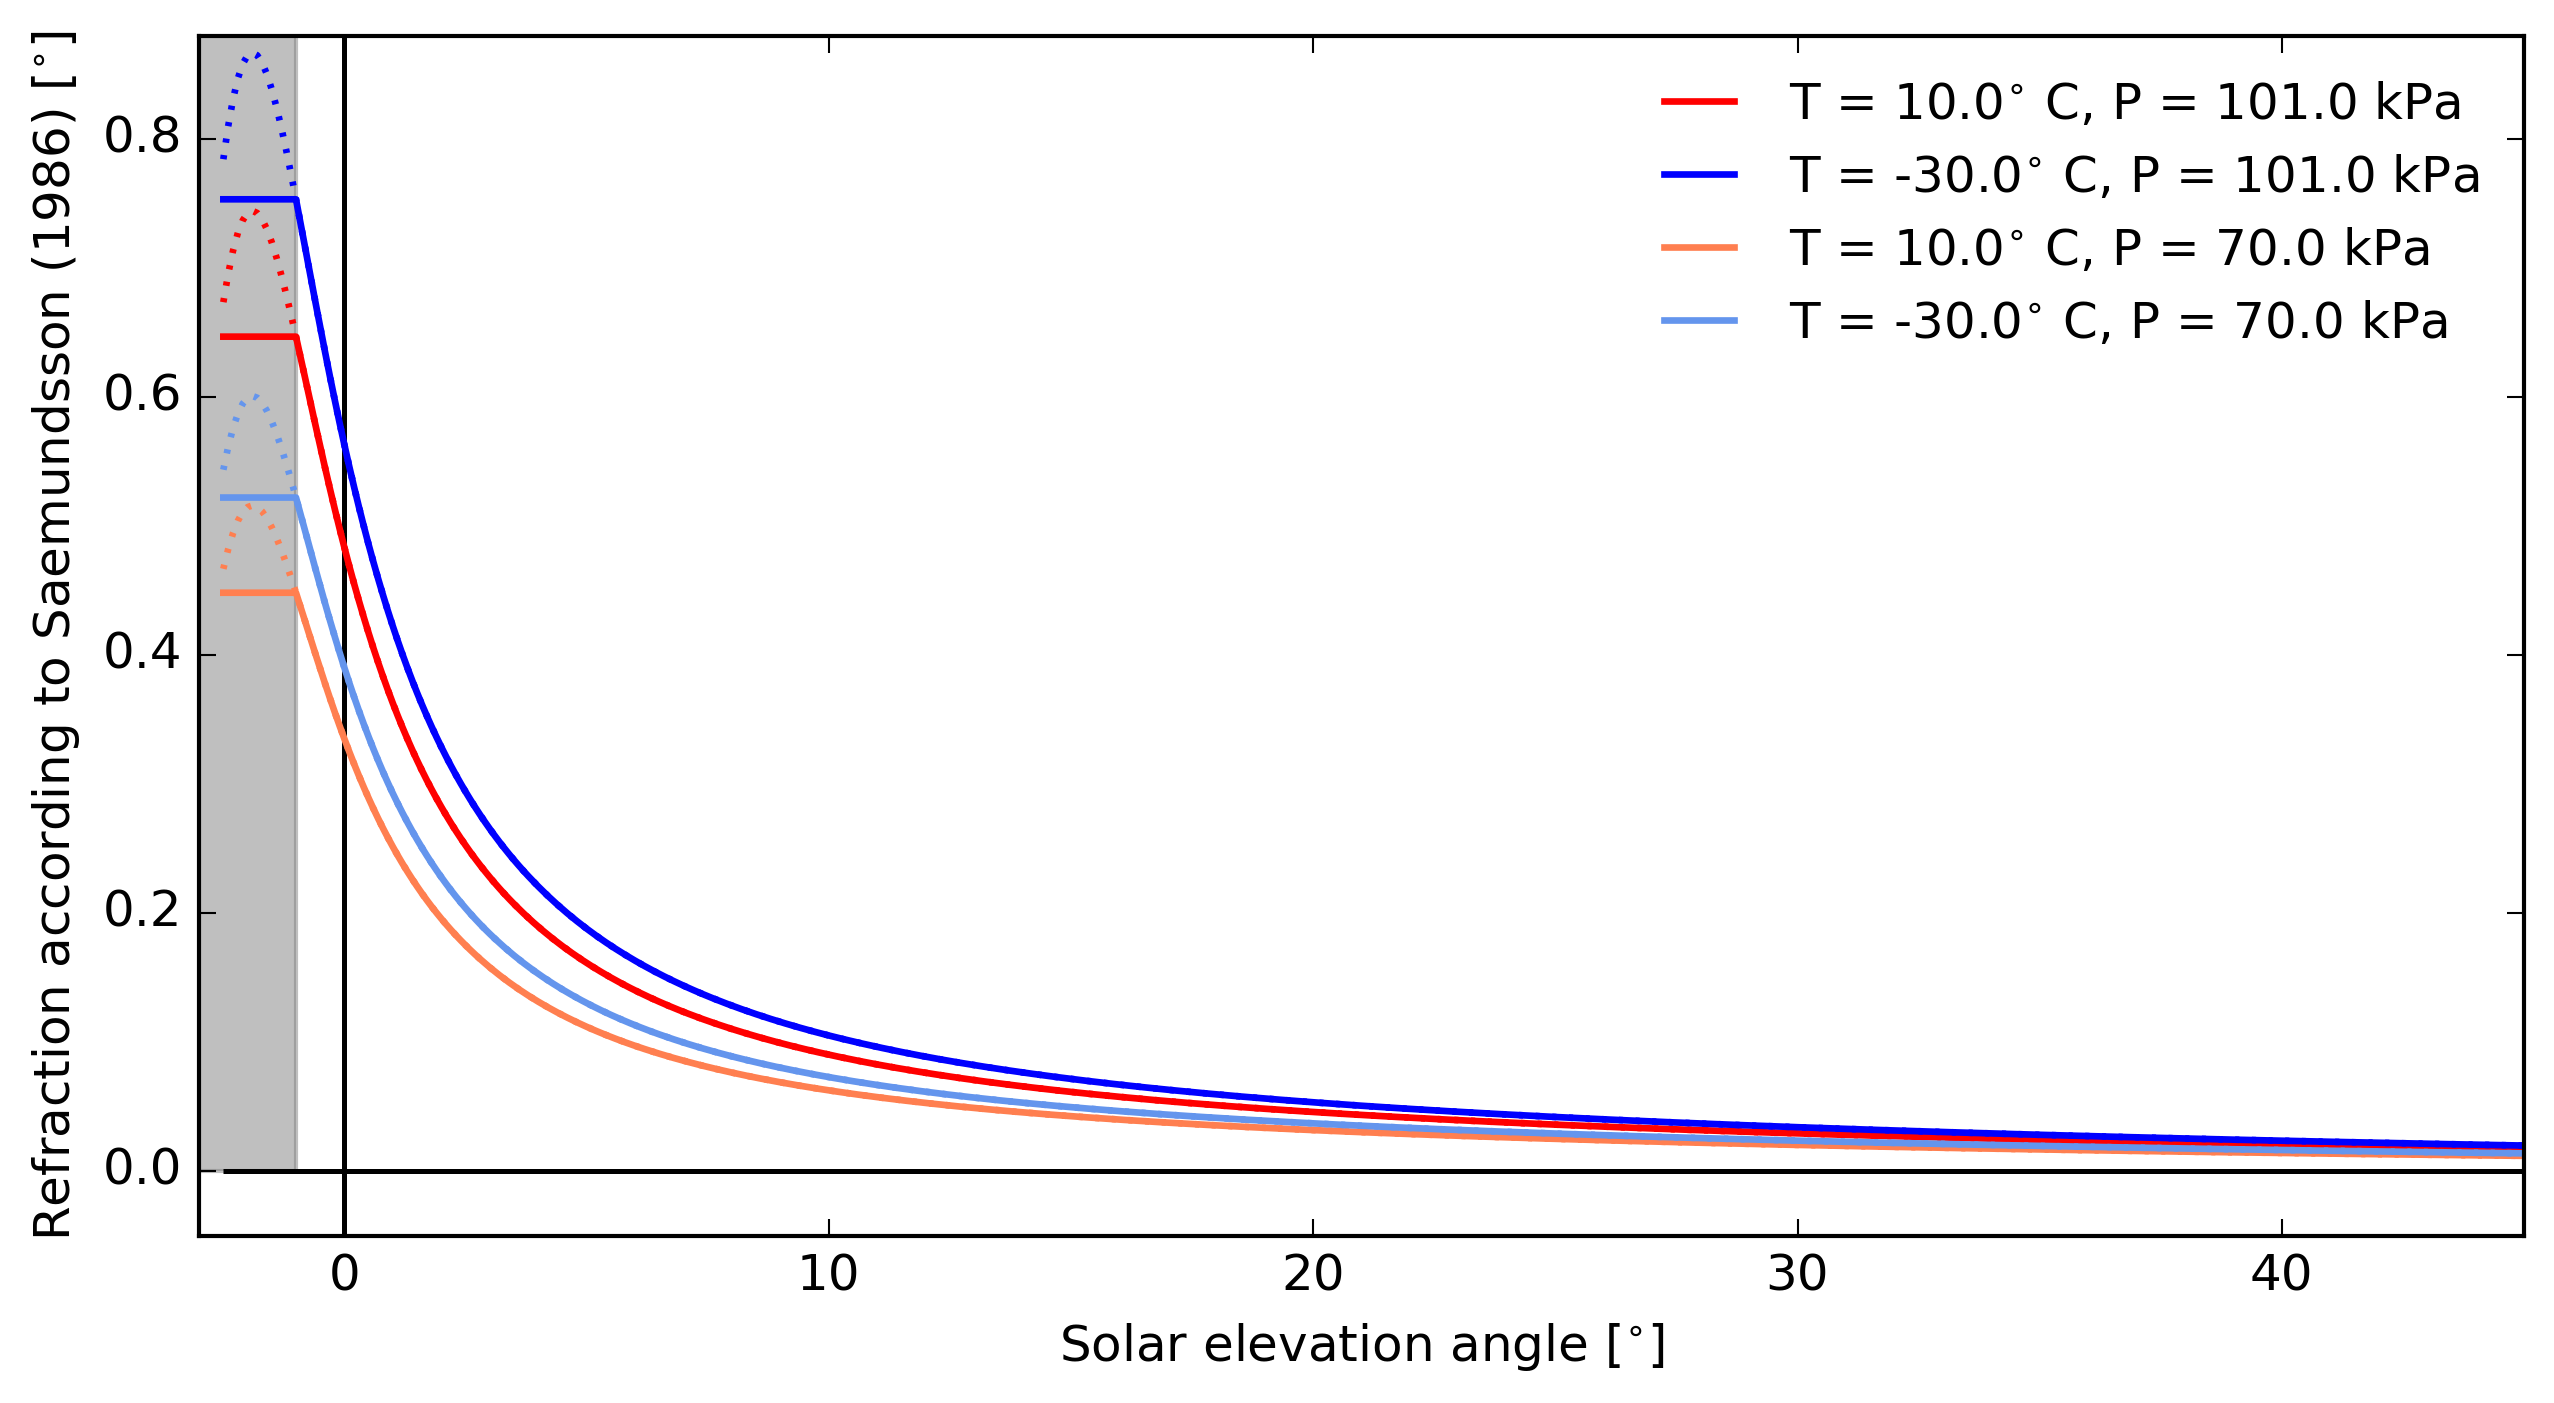 Refraction according to Saemundsson (1986) [°]
0.8
0.6
0.4
0.2
0.0
T = 10.0° C, P = 101.0 kPa
T = -30.0° C, P = 101.0 kPa
T = 10.0° C, P = 70.0 kPa
T = -30.0° C, P = 70.0 kPa
0 10 20 30 40
Solar elevation angle [°]